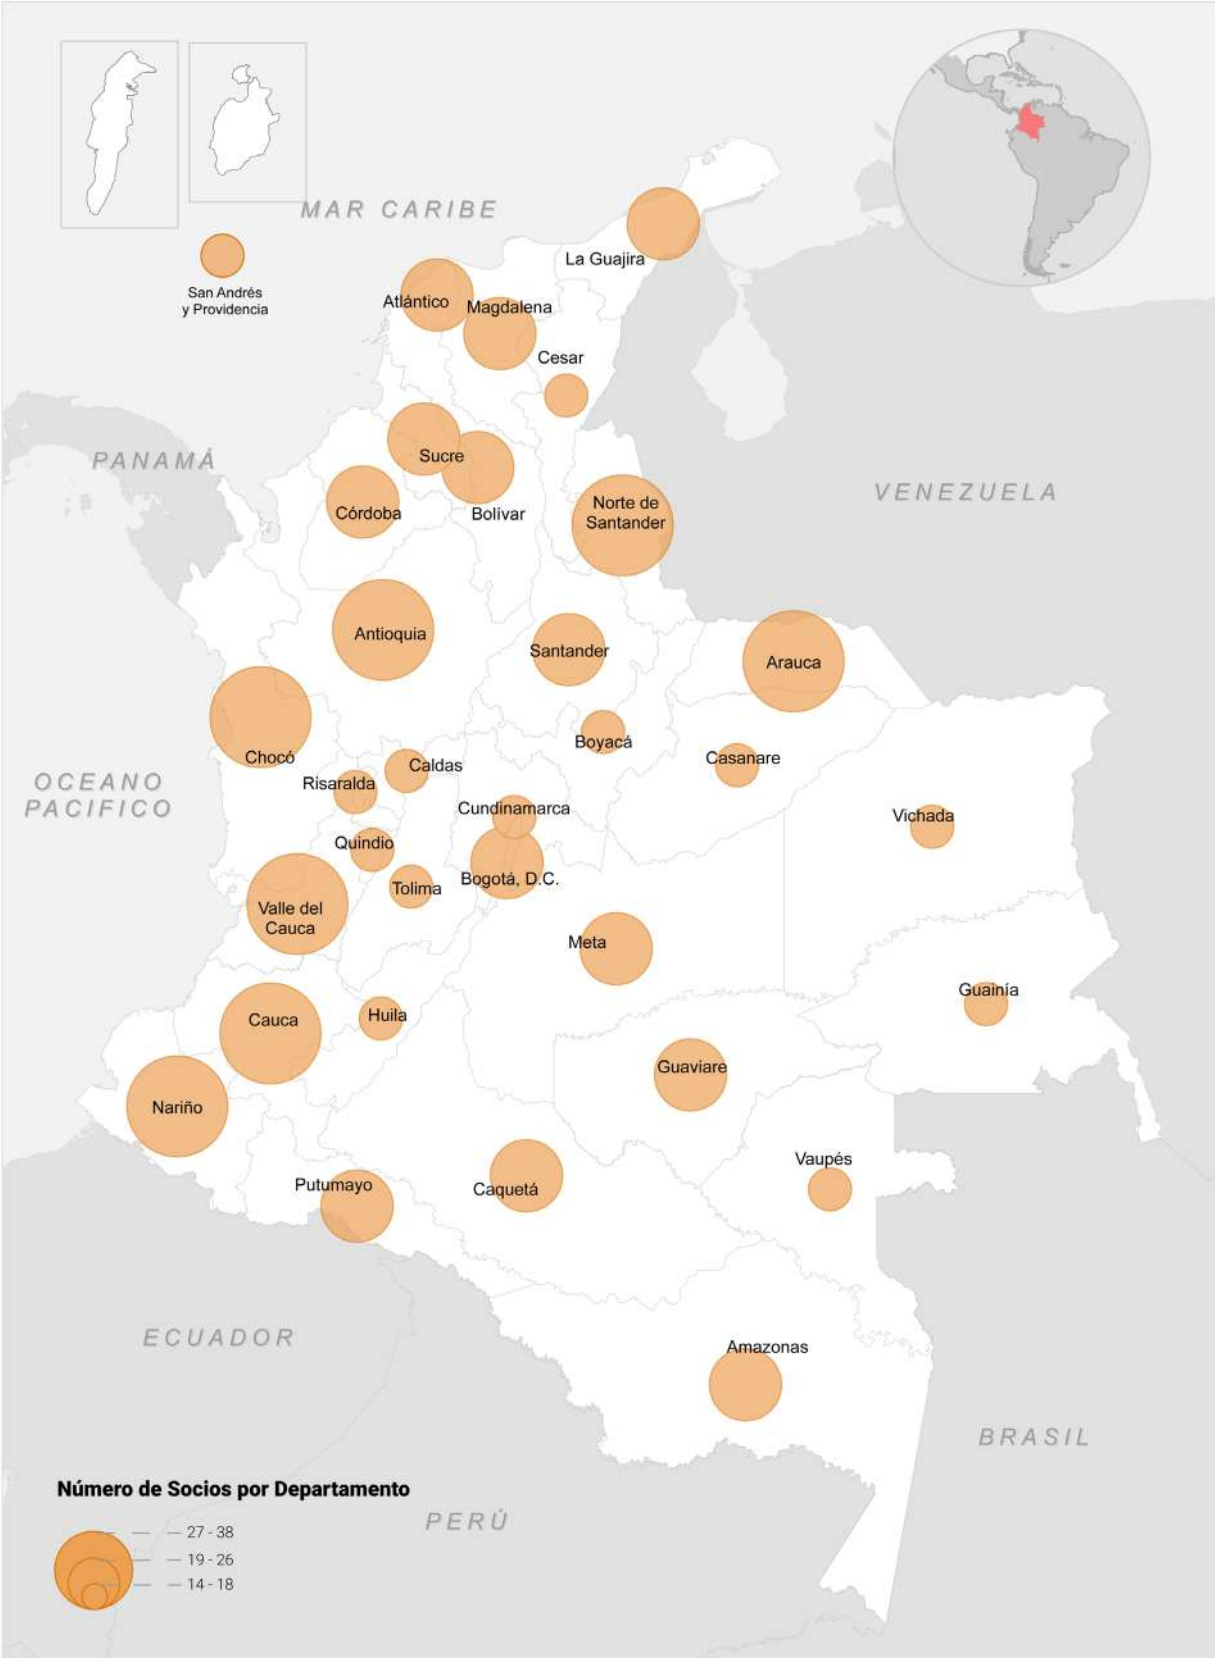 MAR CARIBE
La Guajira
San Andrés
y Providencia
Atlántico
Magdalena
Cesar
PANAMÁ
Sucre
VENEZUELA
Córdoba
Bolívar
Norte de
Santander
Antioquia
Santander
Arauca
Chocó
Boyacá
Casanare
Caldas
Risaralda
OCEANO
PACIFICO
Cundinamarca
Vichada
Quindio
Bogotá, D.C.
Tolima
Valle del
Cauca
Meta
Guainía
Cauca
Huila
Guaviare
Nariño
Vaupés
Putumayo
Caquetá
ECUADOR
Amazonas
BRASIL
Número de Socios por Departamento
PERÚ
27 - 38
19 - 26
14 - 18